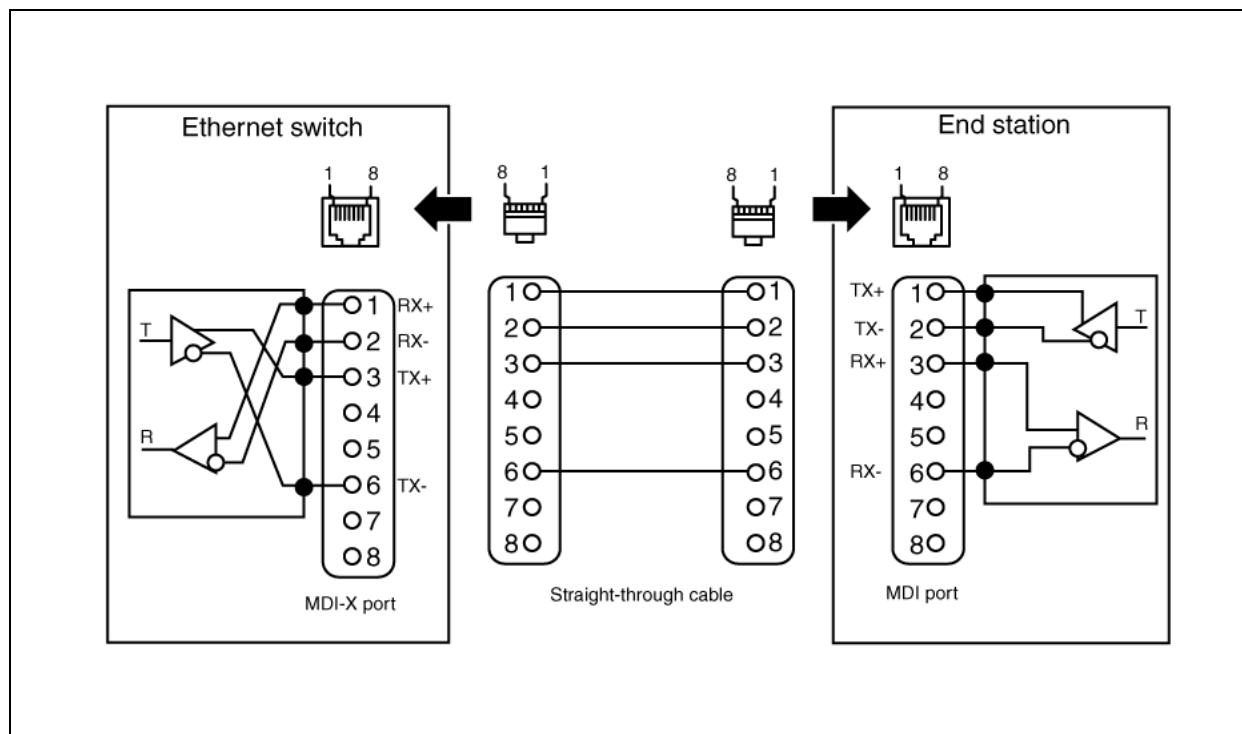 Ethernet switch
End station
1 8
8 1
8 1
1 8
T
R
1 RX+
2 RX-
3 TX+
4
5
6 TX-
7
8
MDI-X port
1 1
2 2
3 3
4 4
5 5
6 6
7 7
8 8
Straight-through cable
TX+ 1
TX- 2
RX+ 3
4
5
RX- 6
7
8
T
R
MDI port